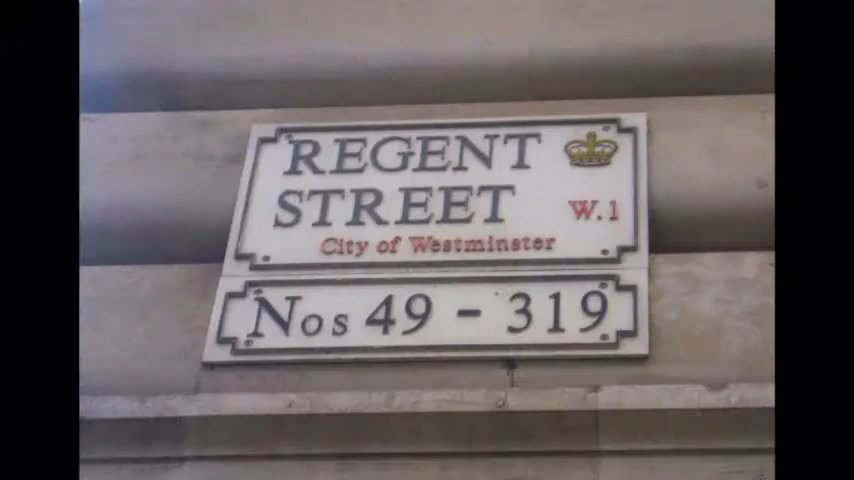 REGENT
STREET
W.1
City of Westminster
Nos 49 - 319